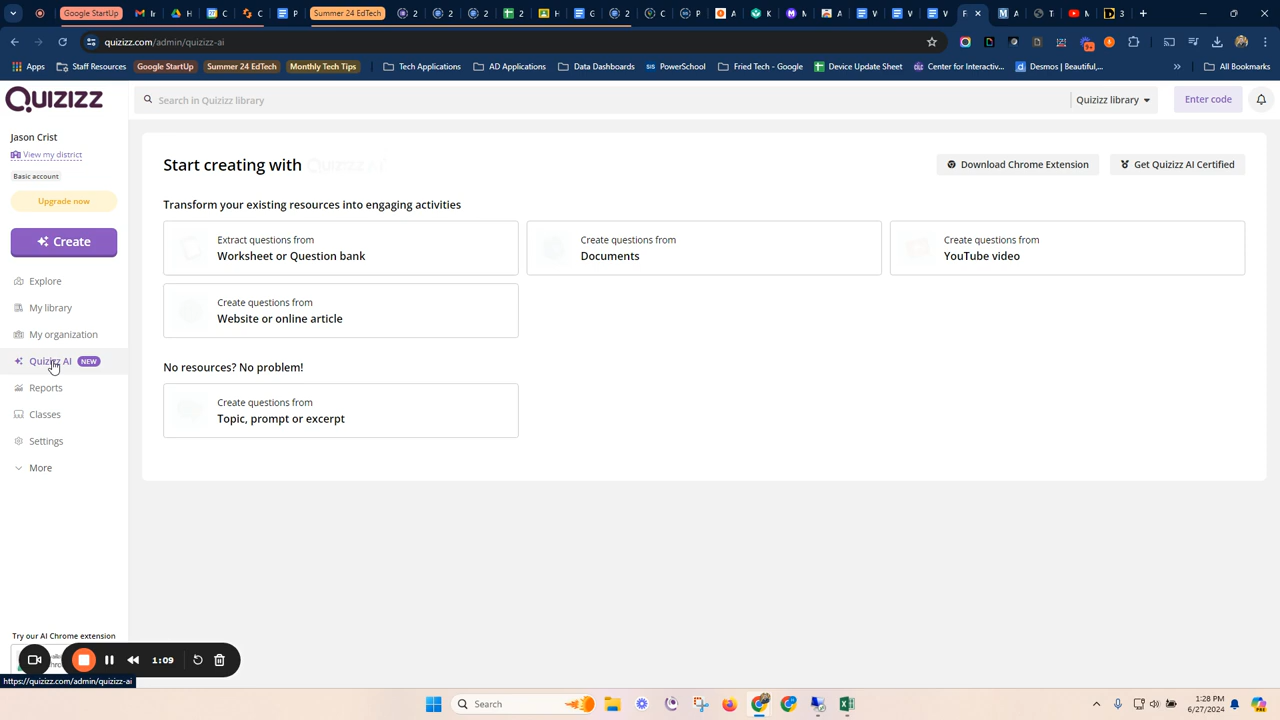 Google StartUp
Summer 24 EdTech
quizizz.com/admin/quizizz-ai
Apps
Staff Resources
Google StartUp
Summer 24 EdTech
Monthly Tech Tips
Tech Applications
AD Applications
Data Dashboards
SIS PowerSchool
Fried Tech - Google
Device Update Sheet
Center for Interactiv...
Desmos | Beautiful,...
All Bookmarks
QUIZIZZ
Search in Quizizz library
Quizizz library
Enter code
Jason Crist
View my district
Basic account
Upgrade now
Create
Explore
My library
My organization
Quizizz AI NEW
Reports
Classes
Settings
More
Try our AI Chrome extension
Start creating with Quizizz AI
Download Chrome Extension
Get Quizizz AI Certified
Transform your existing resources into engaging activities
Extract questions from
Worksheet or Question bank
Create questions from
Documents
Create questions from
YouTube video
Create questions from
Website or online article
No resources? No problem!
Create questions from
Topic, prompt or excerpt
1:09
https://quizizz.com/admin/quizizz-ai
Search
1:28 PM
6/27/2024